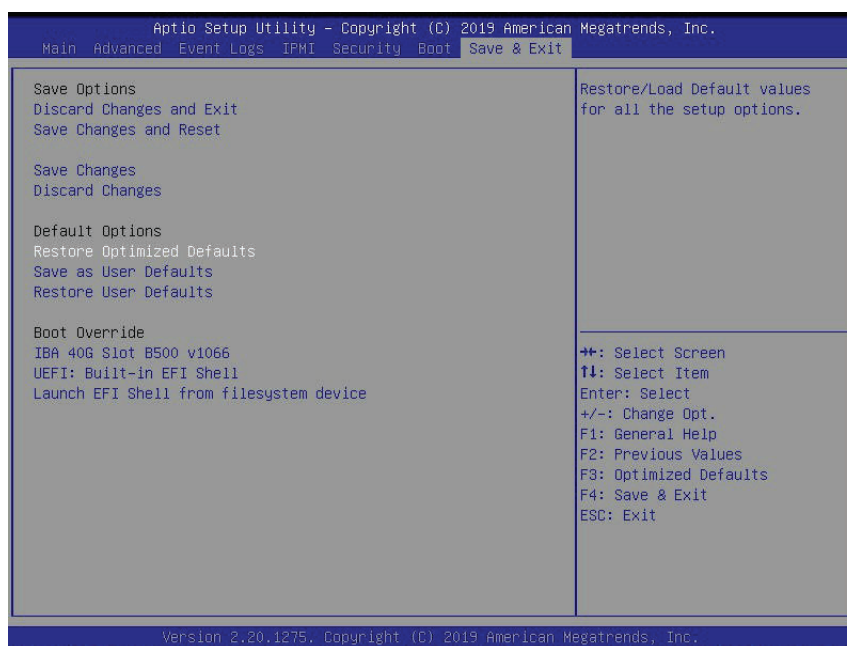 Aptio Setup Utility – Copyright (C) 2019 American Megatrends, Inc.
Main Advanced Event Logs IPMI Security Boot Save & Exit
Save Options
Discard Changes and Exit
Save Changes and Reset
Save Changes
Discard Changes
Default Options
Restore Optimized Defaults
Save as User Defaults
Restore User Defaults
Boot Override
IBA 40G Slot B500 v1066
UEFI: Built-in EFI Shell
Launch EFI Shell from filesystem device
Restore/Load Default values
for all the setup options.
→←: Select Screen
↑↓: Select Item
Enter: Select
+/-: Change Opt.
F1: General Help
F2: Previous Values
F3: Optimized Defaults
F4: Save & Exit
ESC: Exit
Version 2.20.1275. Copyright (C) 2019 American Megatrends, Inc.